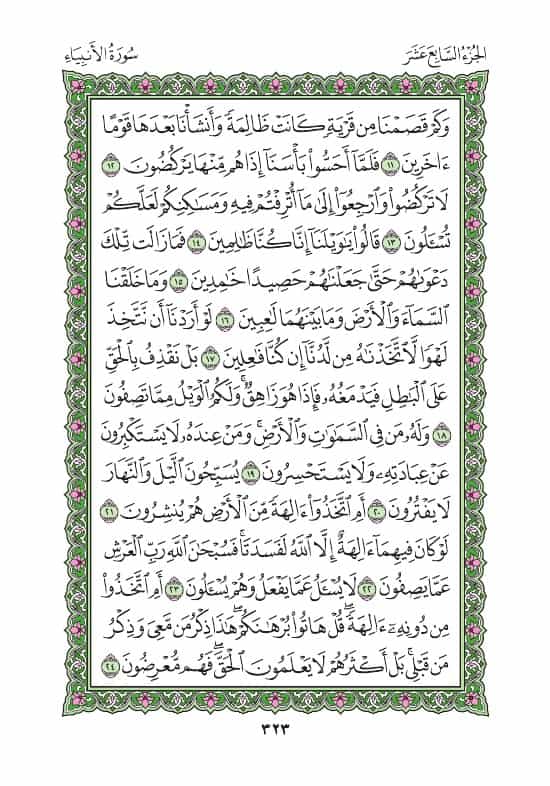 الجُزْءُ السَّابِعَ عَشَرَ
سُورَةُ الأَنبِيَاءِ
وَكَمْ قَصَمْنَا مِن قَرْيَةٍ كَانَتْ ظَالِمَةً وَأَنشَأْنَا بَعْدَهَا قَوْمًا
ءَاخَرِينَ ١١ فَلَمَّآ أَحَسُّوا۟ بَأْسَنَآ إِذَا هُم مِّنْهَا يَرْكُضُونَ ١٢
لَا تَرْكُضُوا۟ وَٱرْجِعُوٓا۟ إِلَىٰ مَآ أُتْرِفْتُمْ فِيهِ وَمَسَـٰكِنِكُمْ لَعَلَّكُمْ
تُسْـَٔلُونَ ١٣ قَالُوا۟ يَـٰوَيْلَنَآ إِنَّا كُنَّا ظَـٰلِمِينَ ١٤ فَمَا زَالَت تِّلْكَ
دَعْوَىٰهُمْ حَتَّىٰ جَعَلْنَـٰهُمْ حَصِيدًا خَـٰمِدِينَ ١٥ وَمَا خَلَقْنَا
ٱلسَّمَآءَ وَٱلْأَرْضَ وَمَا بَيْنَهُمَا لَـٰعِبِينَ ١٦ لَوْ أَرَدْنَآ أَن نَّتَّخِذَ
لَهْوًا لَّٱتَّخَذْنَـٰهُ مِن لَّدُنَّآ إِن كُنَّا فَـٰعِلِينَ ١٧ بَلْ نَقْذِفُ بِٱلْحَقِّ
عَلَى ٱلْبَـٰطِلِ فَيَدْمَغُهُۥ فَإِذَا هُوَ زَاهِقٌ ۚ وَلَكُمُ ٱلْوَيْلُ مِمَّا تَصِفُونَ
١٨ وَلَهُۥ مَن فِى ٱلسَّمَـٰوَٰتِ وَٱلْأَرْضِ ۚ وَمَنْ عِندَهُۥ لَا يَسْتَكْبِرُونَ
عَنْ عِبَادَتِهِۦ وَلَا يَسْتَحْسِرُونَ ١٩ يُسَبِّحُونَ ٱلَّيْلَ وَٱلنَّهَارَ
لَا يَفْتُرُونَ ٢٠ أَمِ ٱتَّخَذُوٓا۟ ءَالِهَةً مِّنَ ٱلْأَرْضِ هُمْ يُنشِرُونَ ٢١
لَوْ كَانَ فِيهِمَآ ءَالِهَةٌ إِلَّا ٱللَّهُ لَفَسَدَتَا ۚ فَسُبْحَـٰنَ ٱللَّهِ رَبِّ ٱلْعَرْشِ
عَمَّا يَصِفُونَ ٢٢ لَا يُسْـَٔلُ عَمَّا يَفْعَلُ وَهُمْ يُسْـَٔلُونَ ٢٣ أَمِ ٱتَّخَذُوا۟
مِن دُونِهِۦٓ ءَالِهَةً ۖ قُلْ هَاتُوا۟ بُرْهَـٰنَكُمْ ۖ هَـٰذَا ذِكْرُ مَن مَّعِىَ وَذِكْرُ
مَن قَبْلِى ۗ بَلْ أَكْثَرُهُمْ لَا يَعْلَمُونَ ٱلْحَقَّ ۖ فَهُم مُّعْرِضُونَ ٢٤
٣٢٣